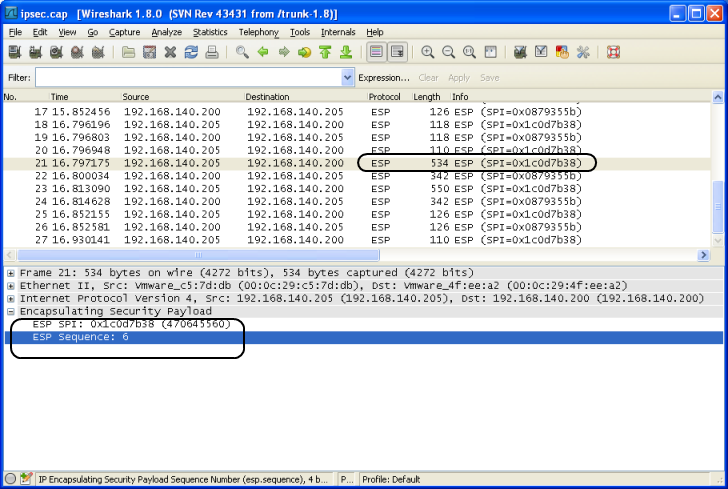 ipsec.cap [Wireshark 1.8.0 (SVN Rev 43431 from /trunk-1.8)]
File Edit View Go Capture Analyze Statistics Telephony Tools Internals Help
Filter: Expression... Clear Apply Save
No. Time Source Destination Protocol Length Info
17 15.852456 192.168.140.200 192.168.140.205 ESP 126 ESP (SPI=0x0879355b)
18 16.796196 192.168.140.205 192.168.140.200 ESP 118 ESP (SPI=0x1c0d7b38)
19 16.796803 192.168.140.200 192.168.140.205 ESP 118 ESP (SPI=0x0879355b)
20 16.796948 192.168.140.205 192.168.140.200 ESP 110 ESP (SPI=0x1c0d7b38)
21 16.797175 192.168.140.205 192.168.140.200 ESP 534 ESP (SPI=0x1c0d7b38)
22 16.800034 192.168.140.200 192.168.140.205 ESP 342 ESP (SPI=0x0879355b)
23 16.813090 192.168.140.205 192.168.140.200 ESP 550 ESP (SPI=0x1c0d7b38)
24 16.814628 192.168.140.200 192.168.140.205 ESP 342 ESP (SPI=0x0879355b)
25 16.852155 192.168.140.205 192.168.140.200 ESP 126 ESP (SPI=0x1c0d7b38)
26 16.852581 192.168.140.200 192.168.140.205 ESP 126 ESP (SPI=0x0879355b)
27 16.930141 192.168.140.205 192.168.140.200 ESP 110 ESP (SPI=0x1c0d7b38)
Frame 21: 534 bytes on wire (4272 bits), 534 bytes captured (4272 bits)
Ethernet II, Src: Vmware_c5:7d:db (00:0c:29:c5:7d:db), Dst: Vmware_4f:ee:a2 (00:0c:29:4f:ee:a2)
Internet Protocol Version 4, Src: 192.168.140.205 (192.168.140.205), Dst: 192.168.140.200 (192.168.140.200)
Encapsulating Security Payload
ESP SPI: 0x1c0d7b38 (470645560)
ESP Sequence: 6
IP Encapsulating Security Payload Sequence Number (esp.sequence), 4 b... P... Profile: Default